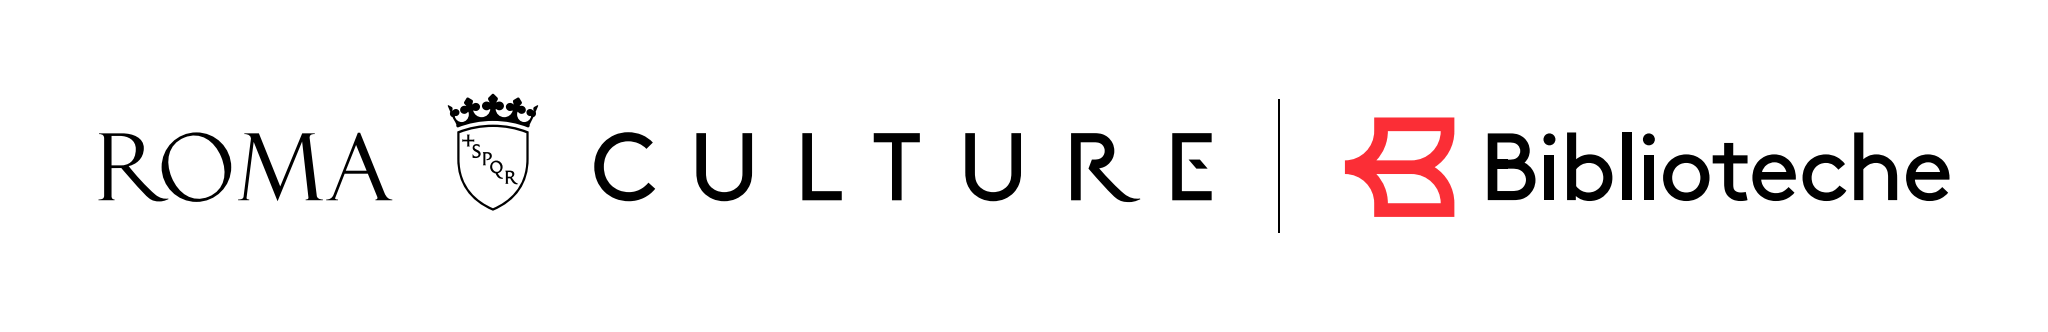 ROMA +SPQR CULTURE Biblioteche